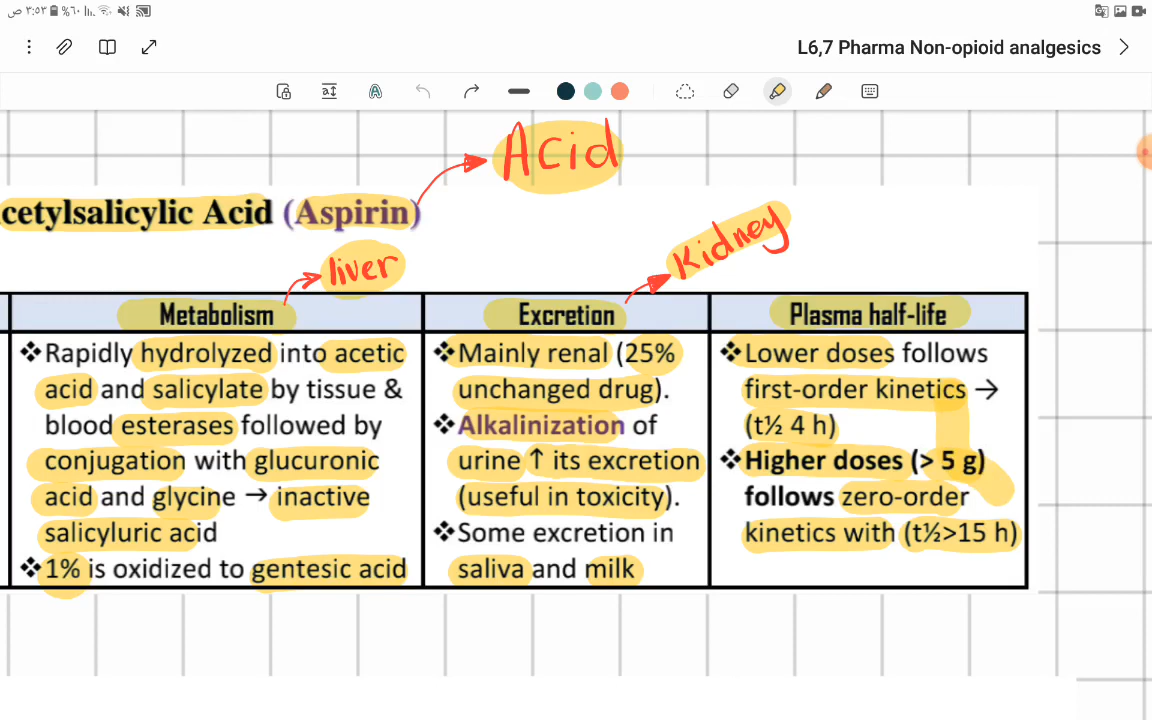 ٣:٥٣ ص
٪٦٠
L6,7 Pharma Non-opioid analgesics
Acid
cetylsalicylic Acid (Aspirin)
liver
Kidney
Metabolism
❖Rapidly hydrolyzed into acetic
acid and salicylate by tissue &
blood esterases followed by
conjugation with glucuronic
acid and glycine → inactive
salicyluric acid
❖1% is oxidized to gentesic acid
Excretion
❖Mainly renal (25%
unchanged drug).
❖Alkalinization of
urine ↑ its excretion
(useful in toxicity).
❖Some excretion in
saliva and milk
Plasma half-life
❖Lower doses follows
first-order kinetics →
(t½ 4 h)
❖Higher doses (> 5 g)
follows zero-order
kinetics with (t½>15 h)